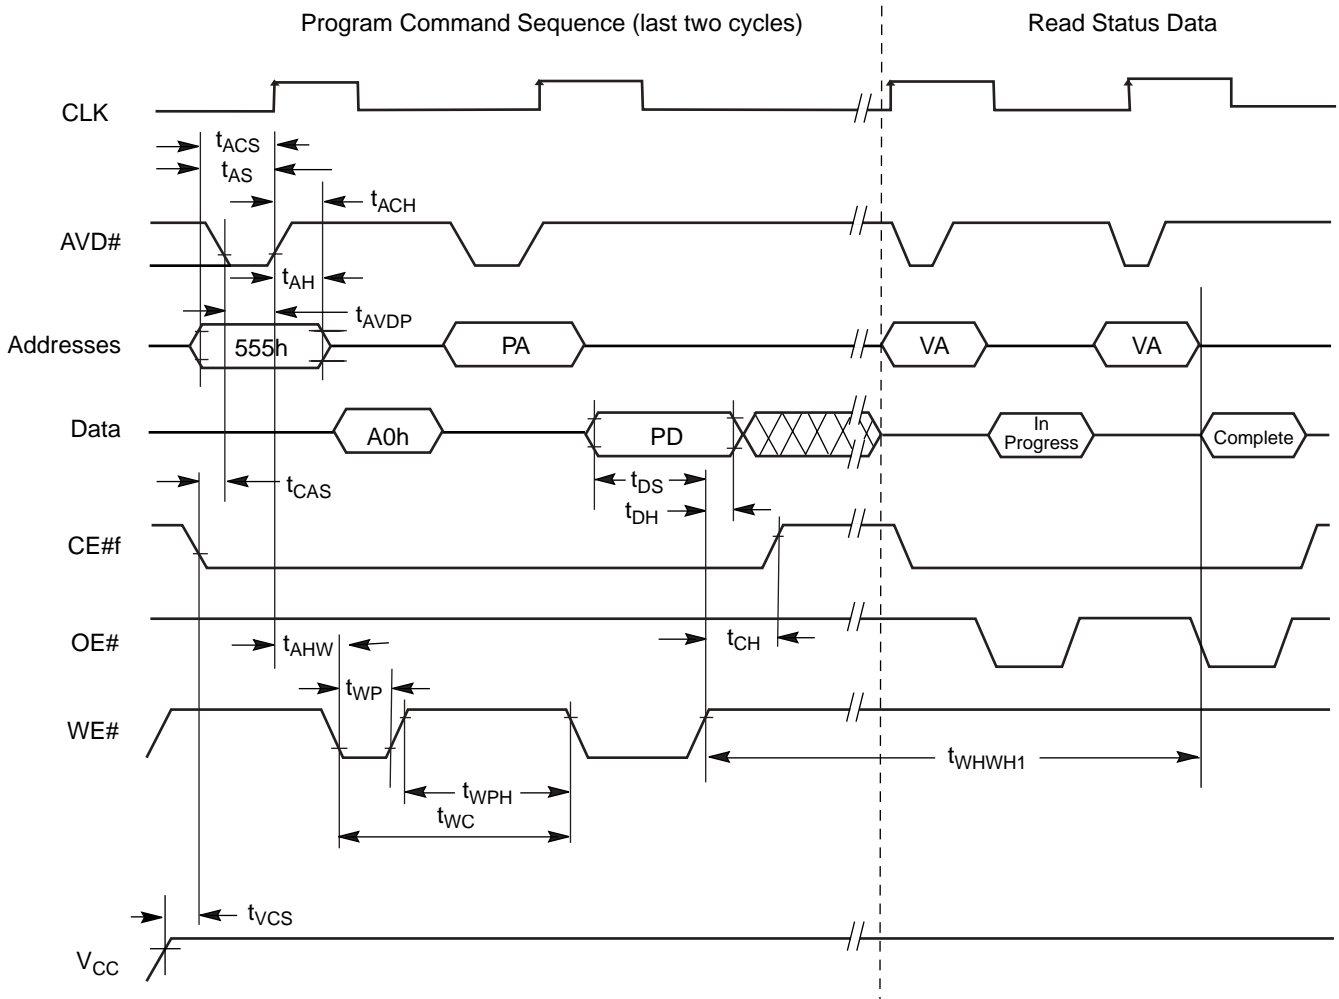 Program Command Sequence (last two cycles)
Read Status Data
CLK
tACS
tAS
tACH
AVD#
tAH
tAVDP
Addresses
555h
PA
VA
VA
Data
A0h
PD
In
Progress
Complete
tCAS
tDS
tDH
CE#f
OE#
tAHW
tCH
tWP
WE#
tWHWH1
tWPH
tWC
tVCS
VCC